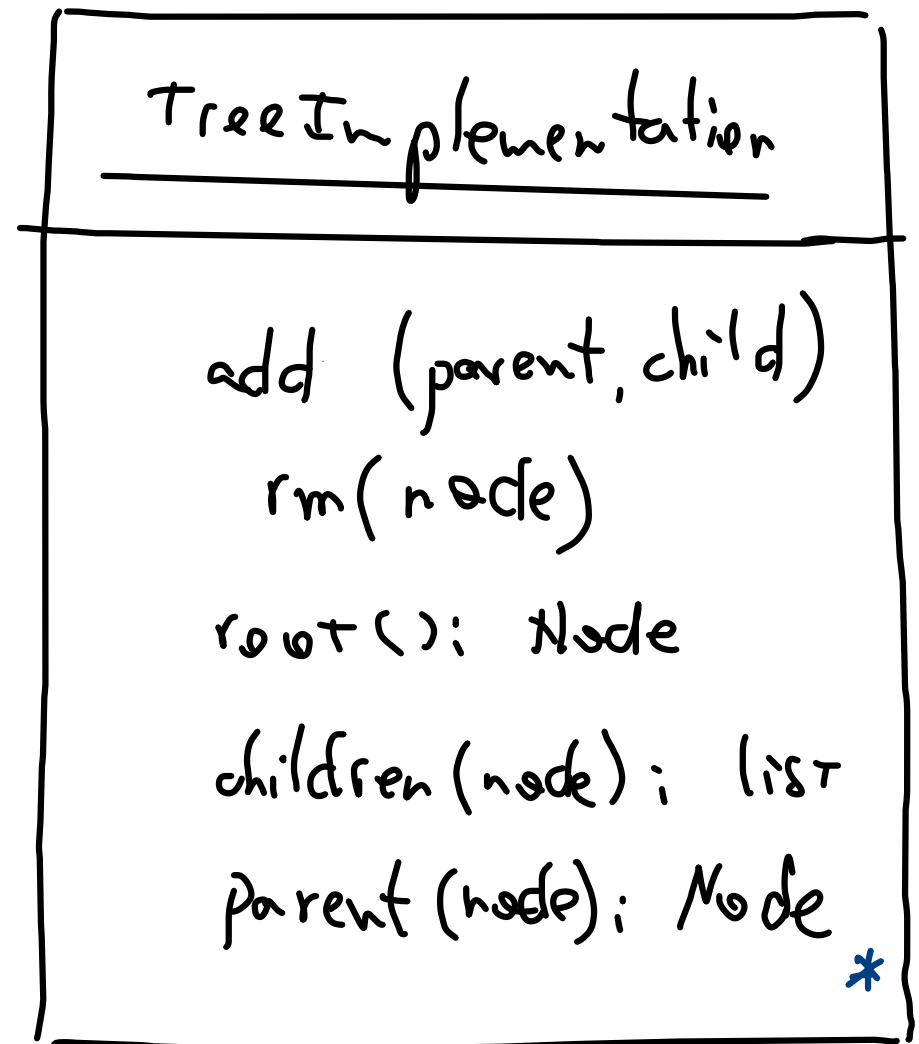 TreeImplementation
add (parent, child)
rm(node)
root(): Node
children(node): list
parent(node): Node
*